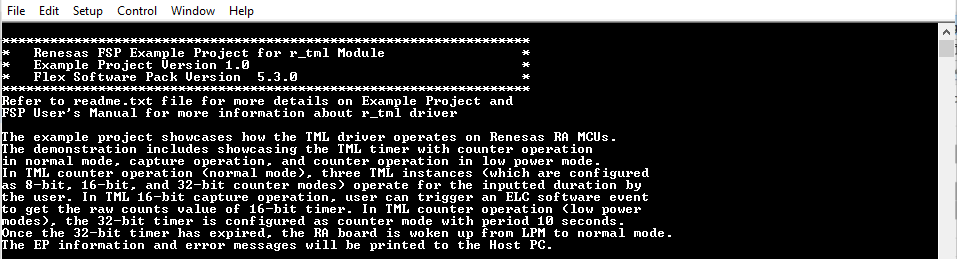 File Edit Setup Control Window Help
***********************************************************************
* Renesas FSP Example Project for r_tml Module *
* Example Project Version 1.0 *
* Flex Software Pack Version 5.3.0 *
***********************************************************************
Refer to readme.txt file for more details on Example Project and
FSP User's Manual for more information about r_tml driver
The example project showcases how the TML driver operates on Renesas RA MCUs.
The demonstration includes showcasing the TML timer with counter operation
in normal mode, capture operation, and counter operation in low power mode.
In TML counter operation (normal mode), three TML instances (which are configured
as 8-bit, 16-bit, and 32-bit counter modes) operate for the inputted duration by
the user. In TML 16-bit capture operation, user can trigger an ELC software event
to get the raw counts value of 16-bit timer. In TML counter operation (low power
modes), the 32-bit timer is configured as counter mode with period 10 seconds.
Once the 32-bit timer has expired, the RA board is woken up from LPM to normal mode.
The EP information and error messages will be printed to the Host PC.